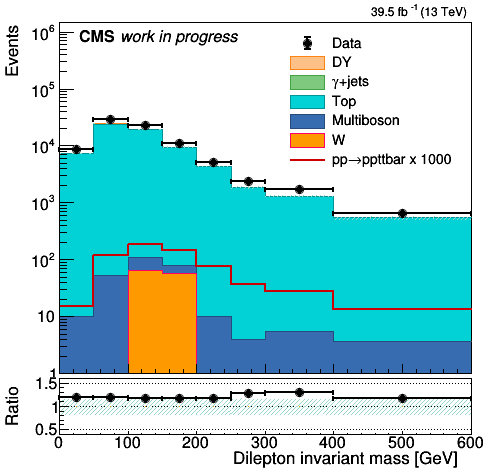 39.5 fb⁻¹ (13 TeV)
CMS work in progress
Events
10⁶
10⁵
10⁴
10³
10²
10
1
Data
DY
γ+jets
Top
Multiboson
W
pp→ppttbar x 1000
Ratio
1.5
1
0.5
0 100 200 300 400 500 600
Dilepton invariant mass [GeV]